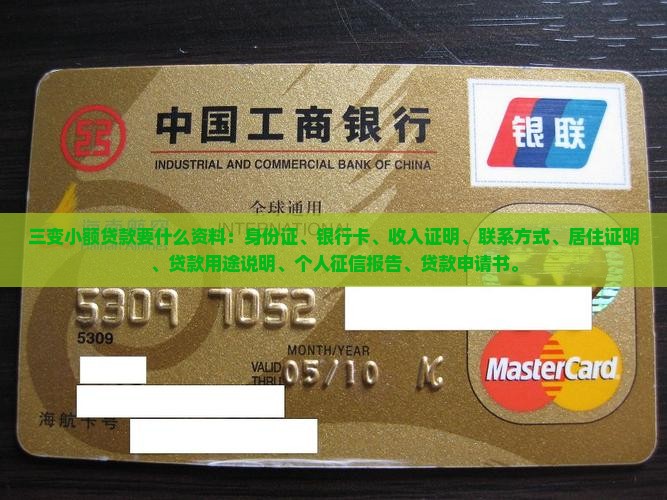 中国工商银行
INDUSTRIAL AND COMMERCIAL BANK OF CHINA
银联
全球通用
INTERNATIONAL
三变小额贷款要什么资料：身份证、银行卡、收入证明、联系方式、居住证明
、贷款用途说明、个人征信报告、贷款申请书。
5309 7052
5309
MONTH/YEAR
VALID
THRU
05/10
MasterCard
海航卡号